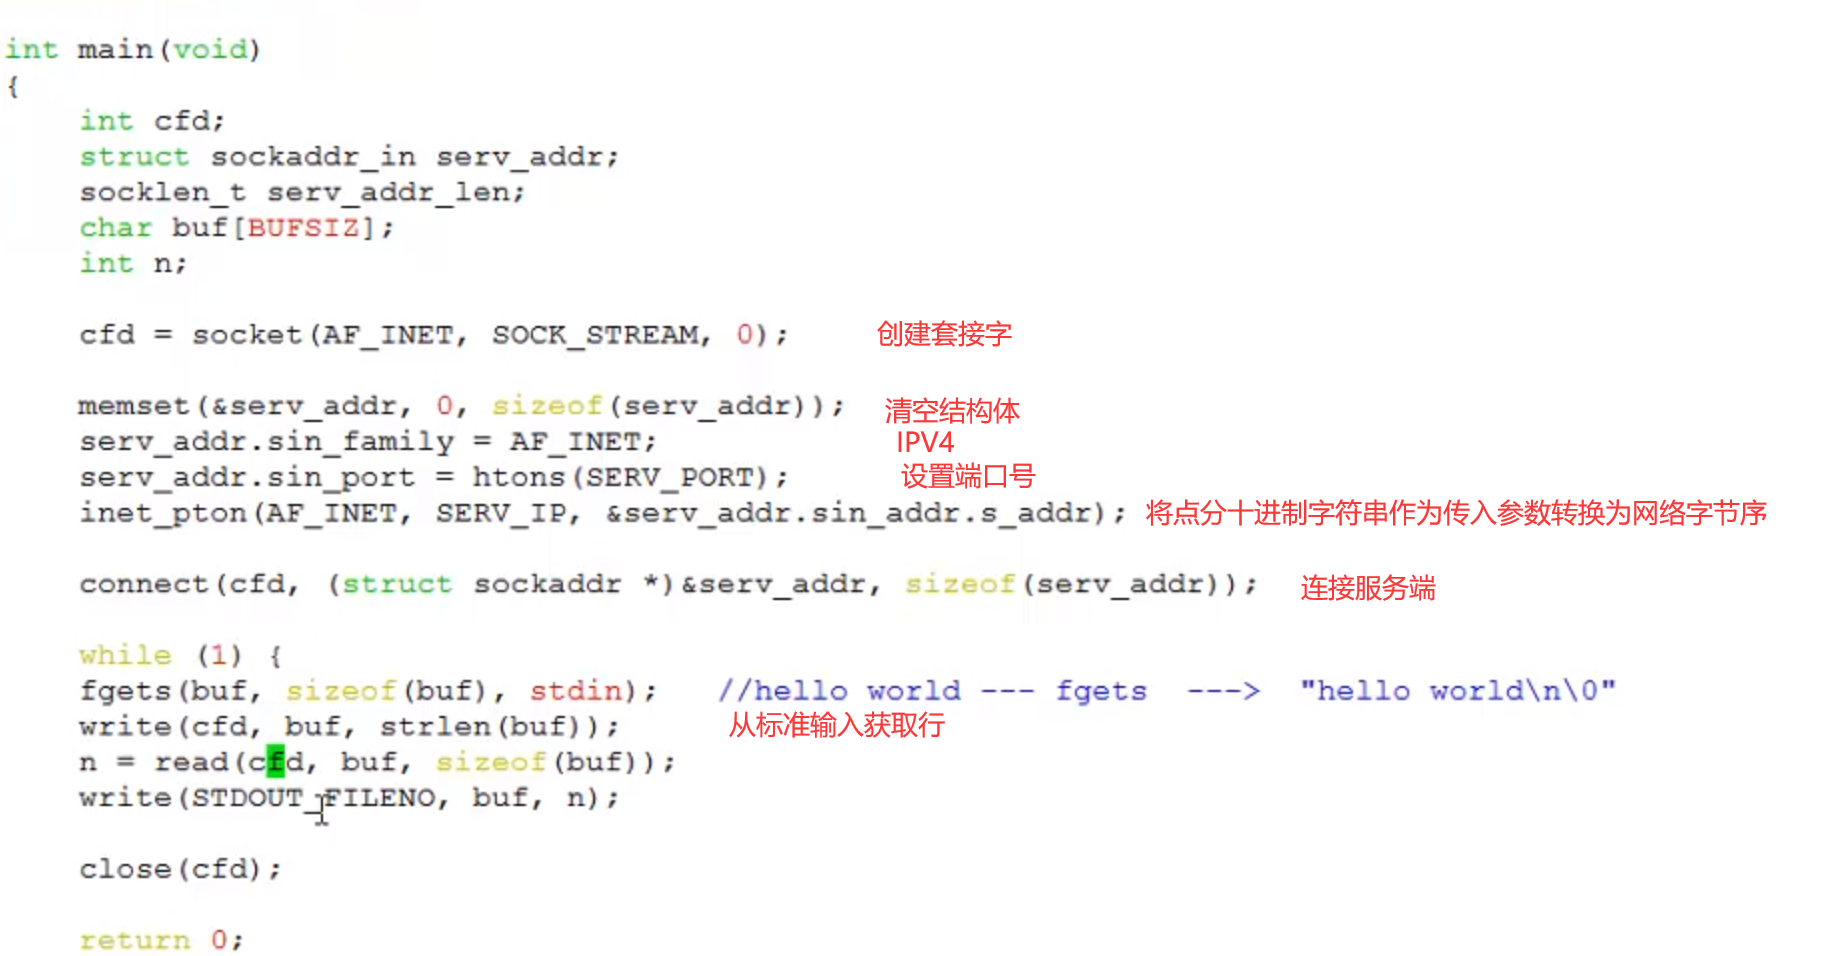 int main(void)
{
int cfd;
struct sockaddr_in serv_addr;
socklen_t serv_addr_len;
char buf[BUFSIZ];
int n;
cfd = socket(AF_INET, SOCK_STREAM, 0); 创建套接字
memset(&serv_addr, 0, sizeof(serv_addr)); 清空结构体
serv_addr.sin_family = AF_INET; IPV4
serv_addr.sin_port = htons(SERV_PORT); 设置端口号
inet_pton(AF_INET, SERV_IP, &serv_addr.sin_addr.s_addr); 将点分十进制字符串作为传入参数转换为网络字节序
connect(cfd, (struct sockaddr *)&serv_addr, sizeof(serv_addr)); 连接服务端
while (1) {
fgets(buf, sizeof(buf), stdin); //hello world --- fgets ---> "hello world\n\0"
write(cfd, buf, strlen(buf)); 从标准输入获取行
n = read(cfd, buf, sizeof(buf));
write(STDOUT_FILENO, buf, n);
close(cfd);
return 0;